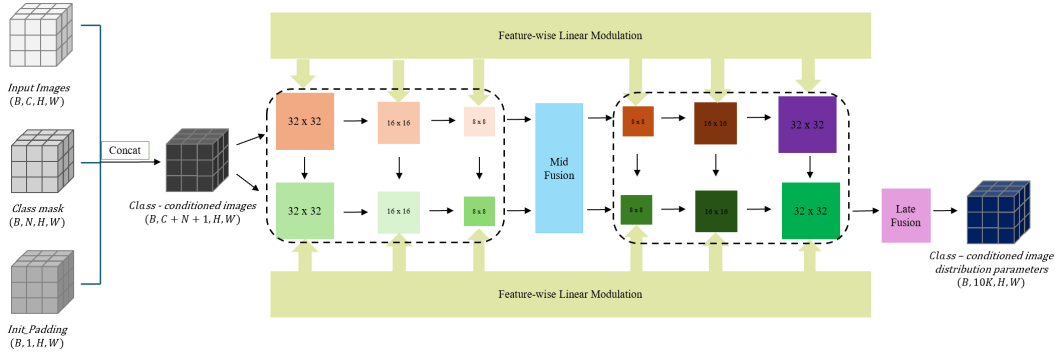 Feature-wise Linear Modulation
Input Images
(B, C, H, W)
Class mask
(B, N, H, W)
Init_Padding
(B, 1, H, W)
Concat
Class - conditioned images
(B, C + N + 1, H, W)
32 x 32
16 x 16
8 x 8
32 x 32
16 x 16
8 x 8
Mid
Fusion
8 x 8
16 x 16
32 x 32
8 x 8
16 x 16
32 x 32
Late
Fusion
Class – conditioned image
distribution parameters
(B, 10K, H, W)
Feature-wise Linear Modulation